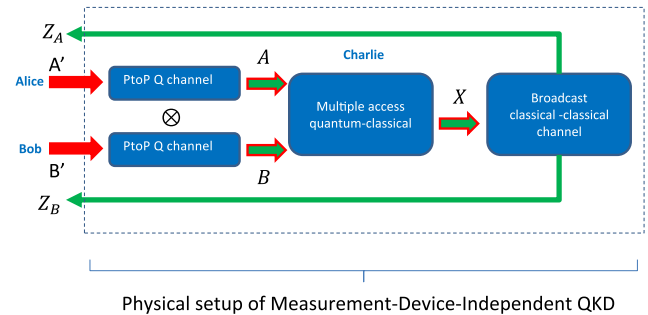 Z_A
A’
A
Charlie
Alice
PtoP Q channel
Multiple access
quantum-classical
X
Broadcast
classical -classical
channel
⊗
Bob
PtoP Q channel
B’
B
Z_B
Physical setup of Measurement-Device-Independent QKD